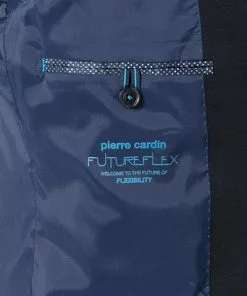 pierre cardin
FUTUREFLEX
WELCOME TO THE FUTURE OF
FLEXIBILITY